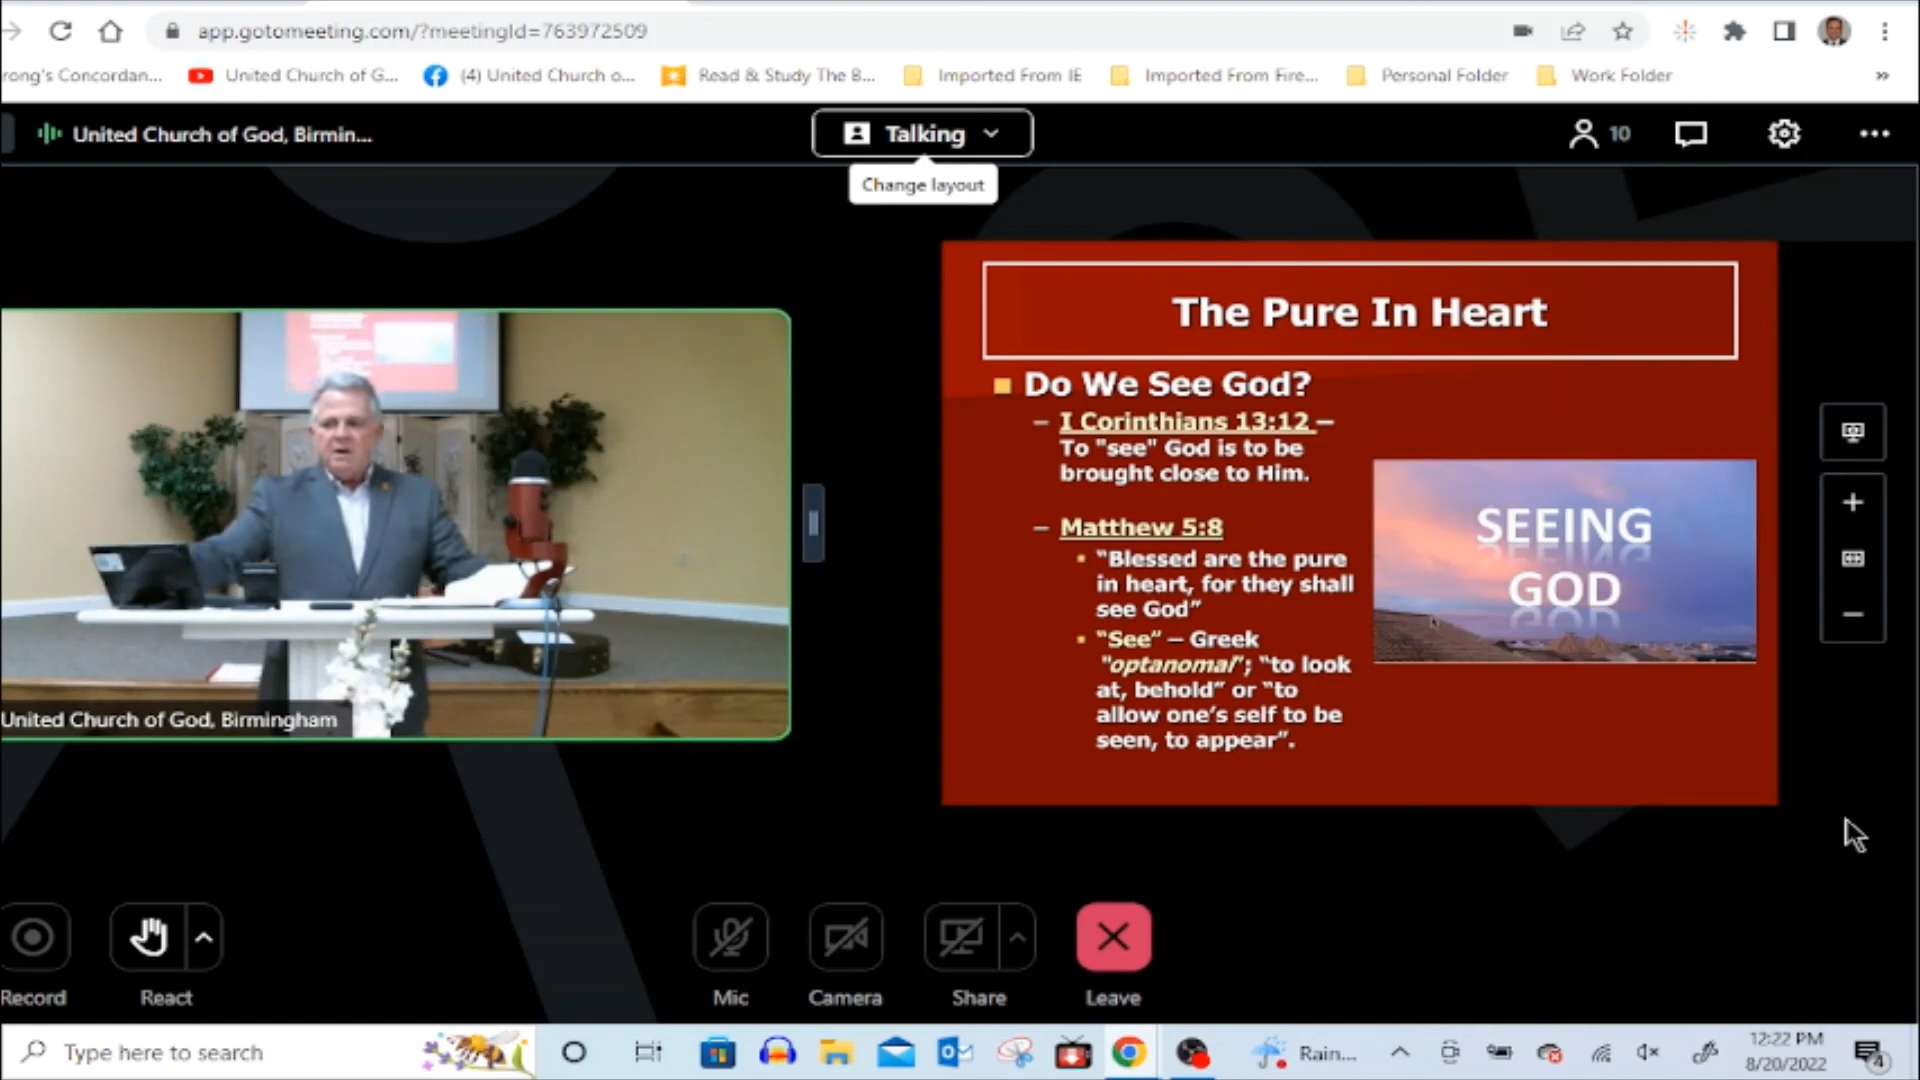 app.gotomeeting.com/?meetingId=763972509
rong's Concordan...
United Church of G...
(4) United Church o...
Read & Study The B...
Imported From IE
Imported From Fire...
Personal Folder
Work Folder
»
United Church of God, Birmin...
Talking
10
Change layout
The Pure In Heart
Do We See God?
– I Corinthians 13:12 –
To "see" God is to be
brought close to Him.
– Matthew 5:8
“Blessed are the pure
in heart, for they shall
see God”
“See” – Greek
“optanomai”; “to look
at, behold” or “to
allow one’s self to be
seen, to appear”.
SEEING
GOD
United Church of God, Birmingham
Record
React
Mic
Camera
Share
Leave
Type here to search
Rain...
12:22 PM
8/20/2022
4